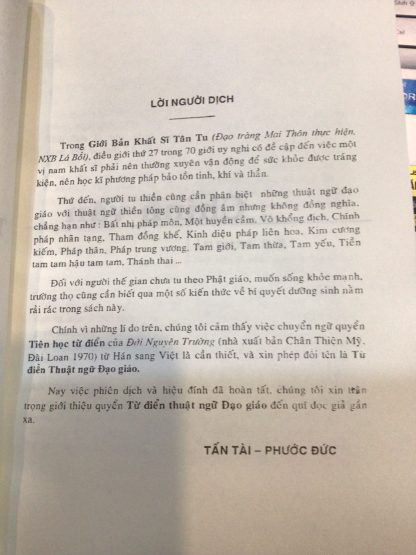 LỜI NGƯỜI DỊCH
Trong Giới Bản Khất Sĩ Tân Tu (Đạo tràng Mai Thôn thực hiện,
NXB Lá Bối), điều giới thứ 27 trong 70 giới uy nghi có đề cập đến việc một
vị nam khất sĩ phải nên thường xuyên vận động để sức khỏe được tráng
kiện, nên học kĩ phương pháp bảo tồn tinh, khí và thần.
Thứ đến, người tu thiền cũng cần phân biệt những thuật ngữ đạo
giáo với thuật ngữ thiền tông cũng đồng âm nhưng không đồng nghĩa,
chẳng hạn như : Bất nhị pháp môn, Một huyền cầm, Vô khổng địch, Chính
pháp nhãn tạng, Tham đồng khế, Kinh diệu pháp liên hoa, Kim cương
kiếm, Pháp thân, Pháp trung vương, Tam giới, Tam thừa, Tam yếu, Tiền
tam tam hậu tam tam, Thánh thai ...
Đối với người thế gian chưa tu theo Phật giáo, muốn sống khỏe mạnh,
trường thọ cũng cần biết qua một số kiến thức về bí quyết dưỡng sinh nằm
rải rác trong sách này.
Chính vì những lí do trên, chúng tôi cảm thấy việc chuyển ngữ quyển
Tiên học từ điển của Đới Nguyên Trường (nhà xuất bản Chân Thiện Mỹ,
Đài Loan 1970) từ Hán sang Việt là cần thiết, và xin phép đổi tên là Từ
điển Thuật ngữ Đạo giáo.
Nay việc phiên dịch và hiệu đính đã hoàn tất, chúng tôi xin trân
trọng giới thiệu quyển Từ điển thuật ngữ Đạo giáo đến quí đọc giả gần
xa.
TẤN TÀI – PHƯỚC ĐỨC